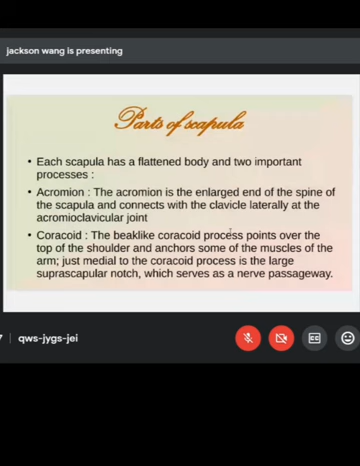 jackson wang is presenting
Parts of scapula
• Each scapula has a flattened body and two important
processes :
• Acromion : The acromion is the enlarged end of the spine of
the scapula and connects with the clavicle laterally at the
acromioclavicular joint
• Coracoid : The beaklike coracoid process points over the
top of the shoulder and anchors some of the muscles of the
arm; just medial to the coracoid process is the large
suprascapular notch, which serves as a nerve passageway.
| qws-jygs-jei
CC